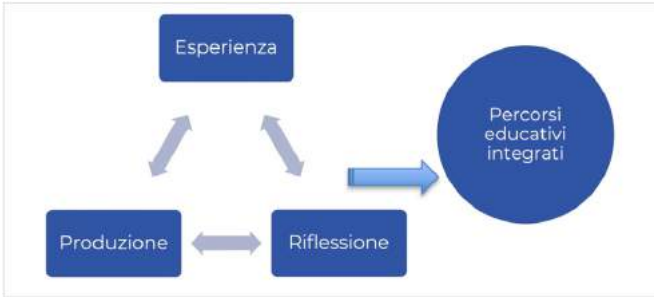 Esperienza
Percorsi
educativi
integrati
Produzione
Riflessione